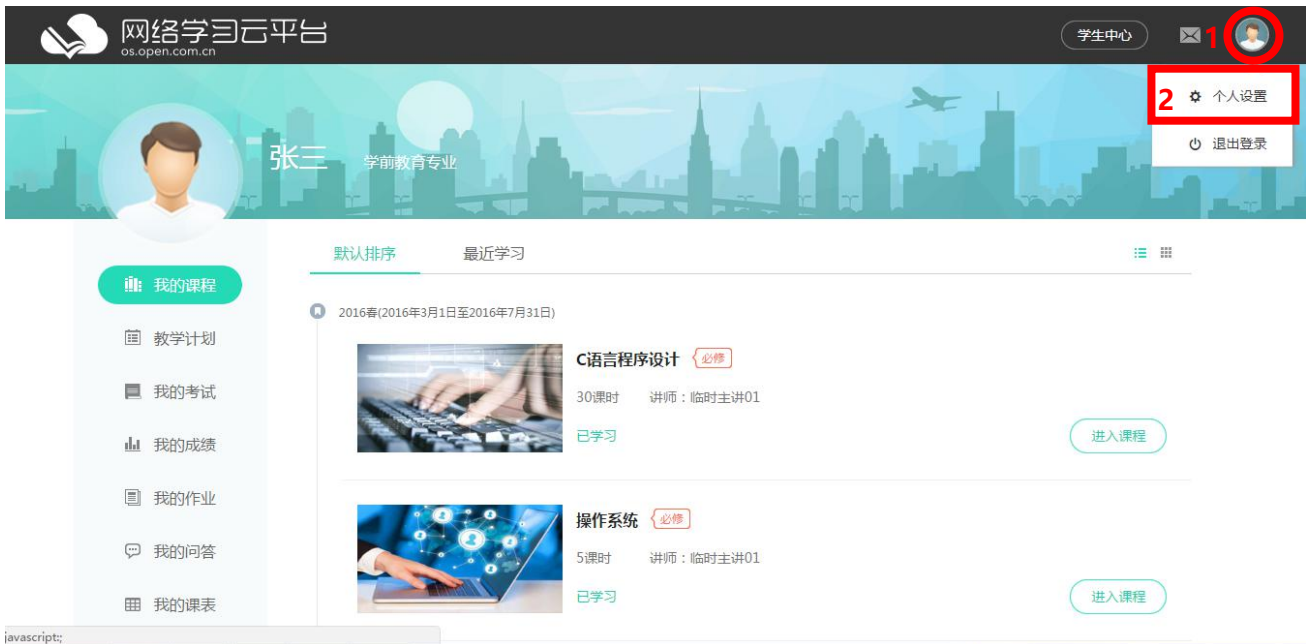 网络学习云平台
os.open.com.cn
学生中心
1
2
个人设置
退出登录
张三 学前教育专业
默认排序 最近学习
我的课程
教学计划
我的考试
我的成绩
我的作业
我的问答
我的课表
2016春(2016年3月1日至2016年7月31日)
C语言程序设计 必修
30课时 讲师：临时主讲01
已学习
进入课程
操作系统 必修
5课时 讲师：临时主讲01
已学习
进入课程
javascript:;